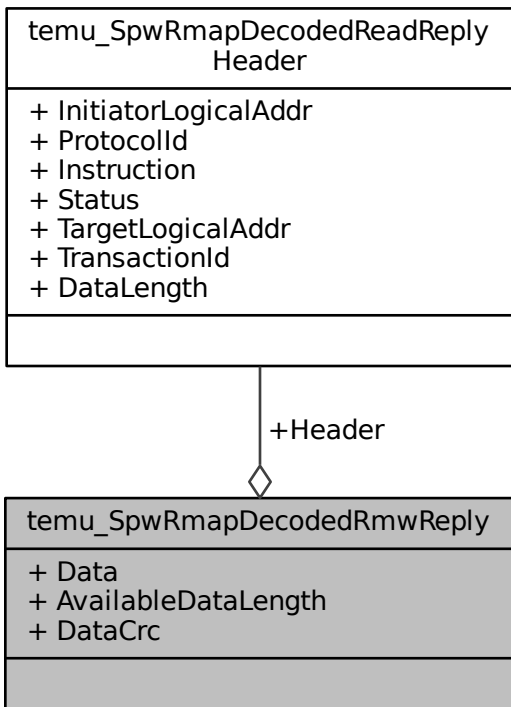 temu_SpwRmapDecodedReadReply
Header
+ InitiatorLogicalAddr
+ ProtocolId
+ Instruction
+ Status
+ TargetLogicalAddr
+ TransactionId
+ DataLength
+Header
temu_SpwRmapDecodedRmwReply
+ Data
+ AvailableDataLength
+ DataCrc